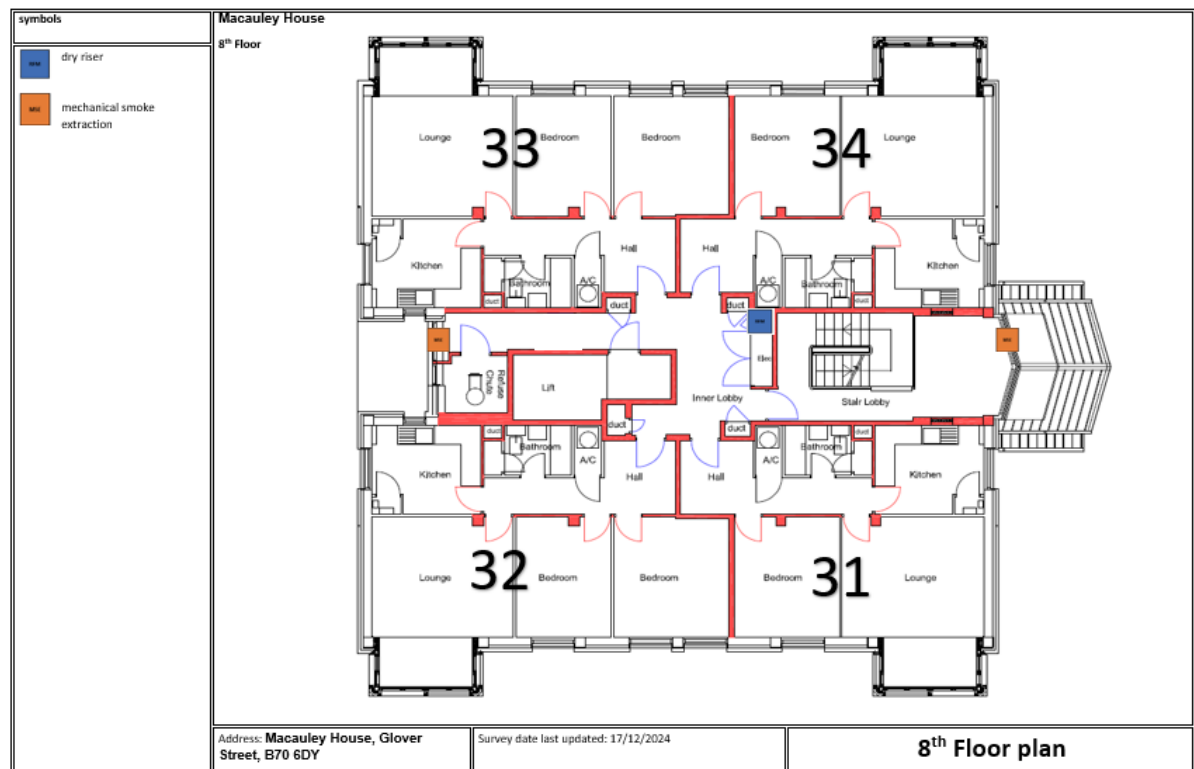 symbols
dry riser
mechanical smoke
extraction
Macauley House
8th Floor
Lounge
33
Bedroom
Bedroom
Bedroom
34
Lounge
Kitchen
Hall
Hall
Kitchen
Bathroom
A/C
A/C
Bathroom
duct
duct
duct
duct
Refuse
Chute
Lift
Elec
Inner Lobby
Stair Lobby
duct
duct
duct
duct
Bathroom
A/C
A/C
Bathroom
Kitchen
Hall
Hall
Kitchen
Lounge
32
Bedroom
Bedroom
Bedroom
31
Lounge
Address: Macauley House, Glover
Street, B70 6DY
Survey date last updated: 17/12/2024
8th Floor plan